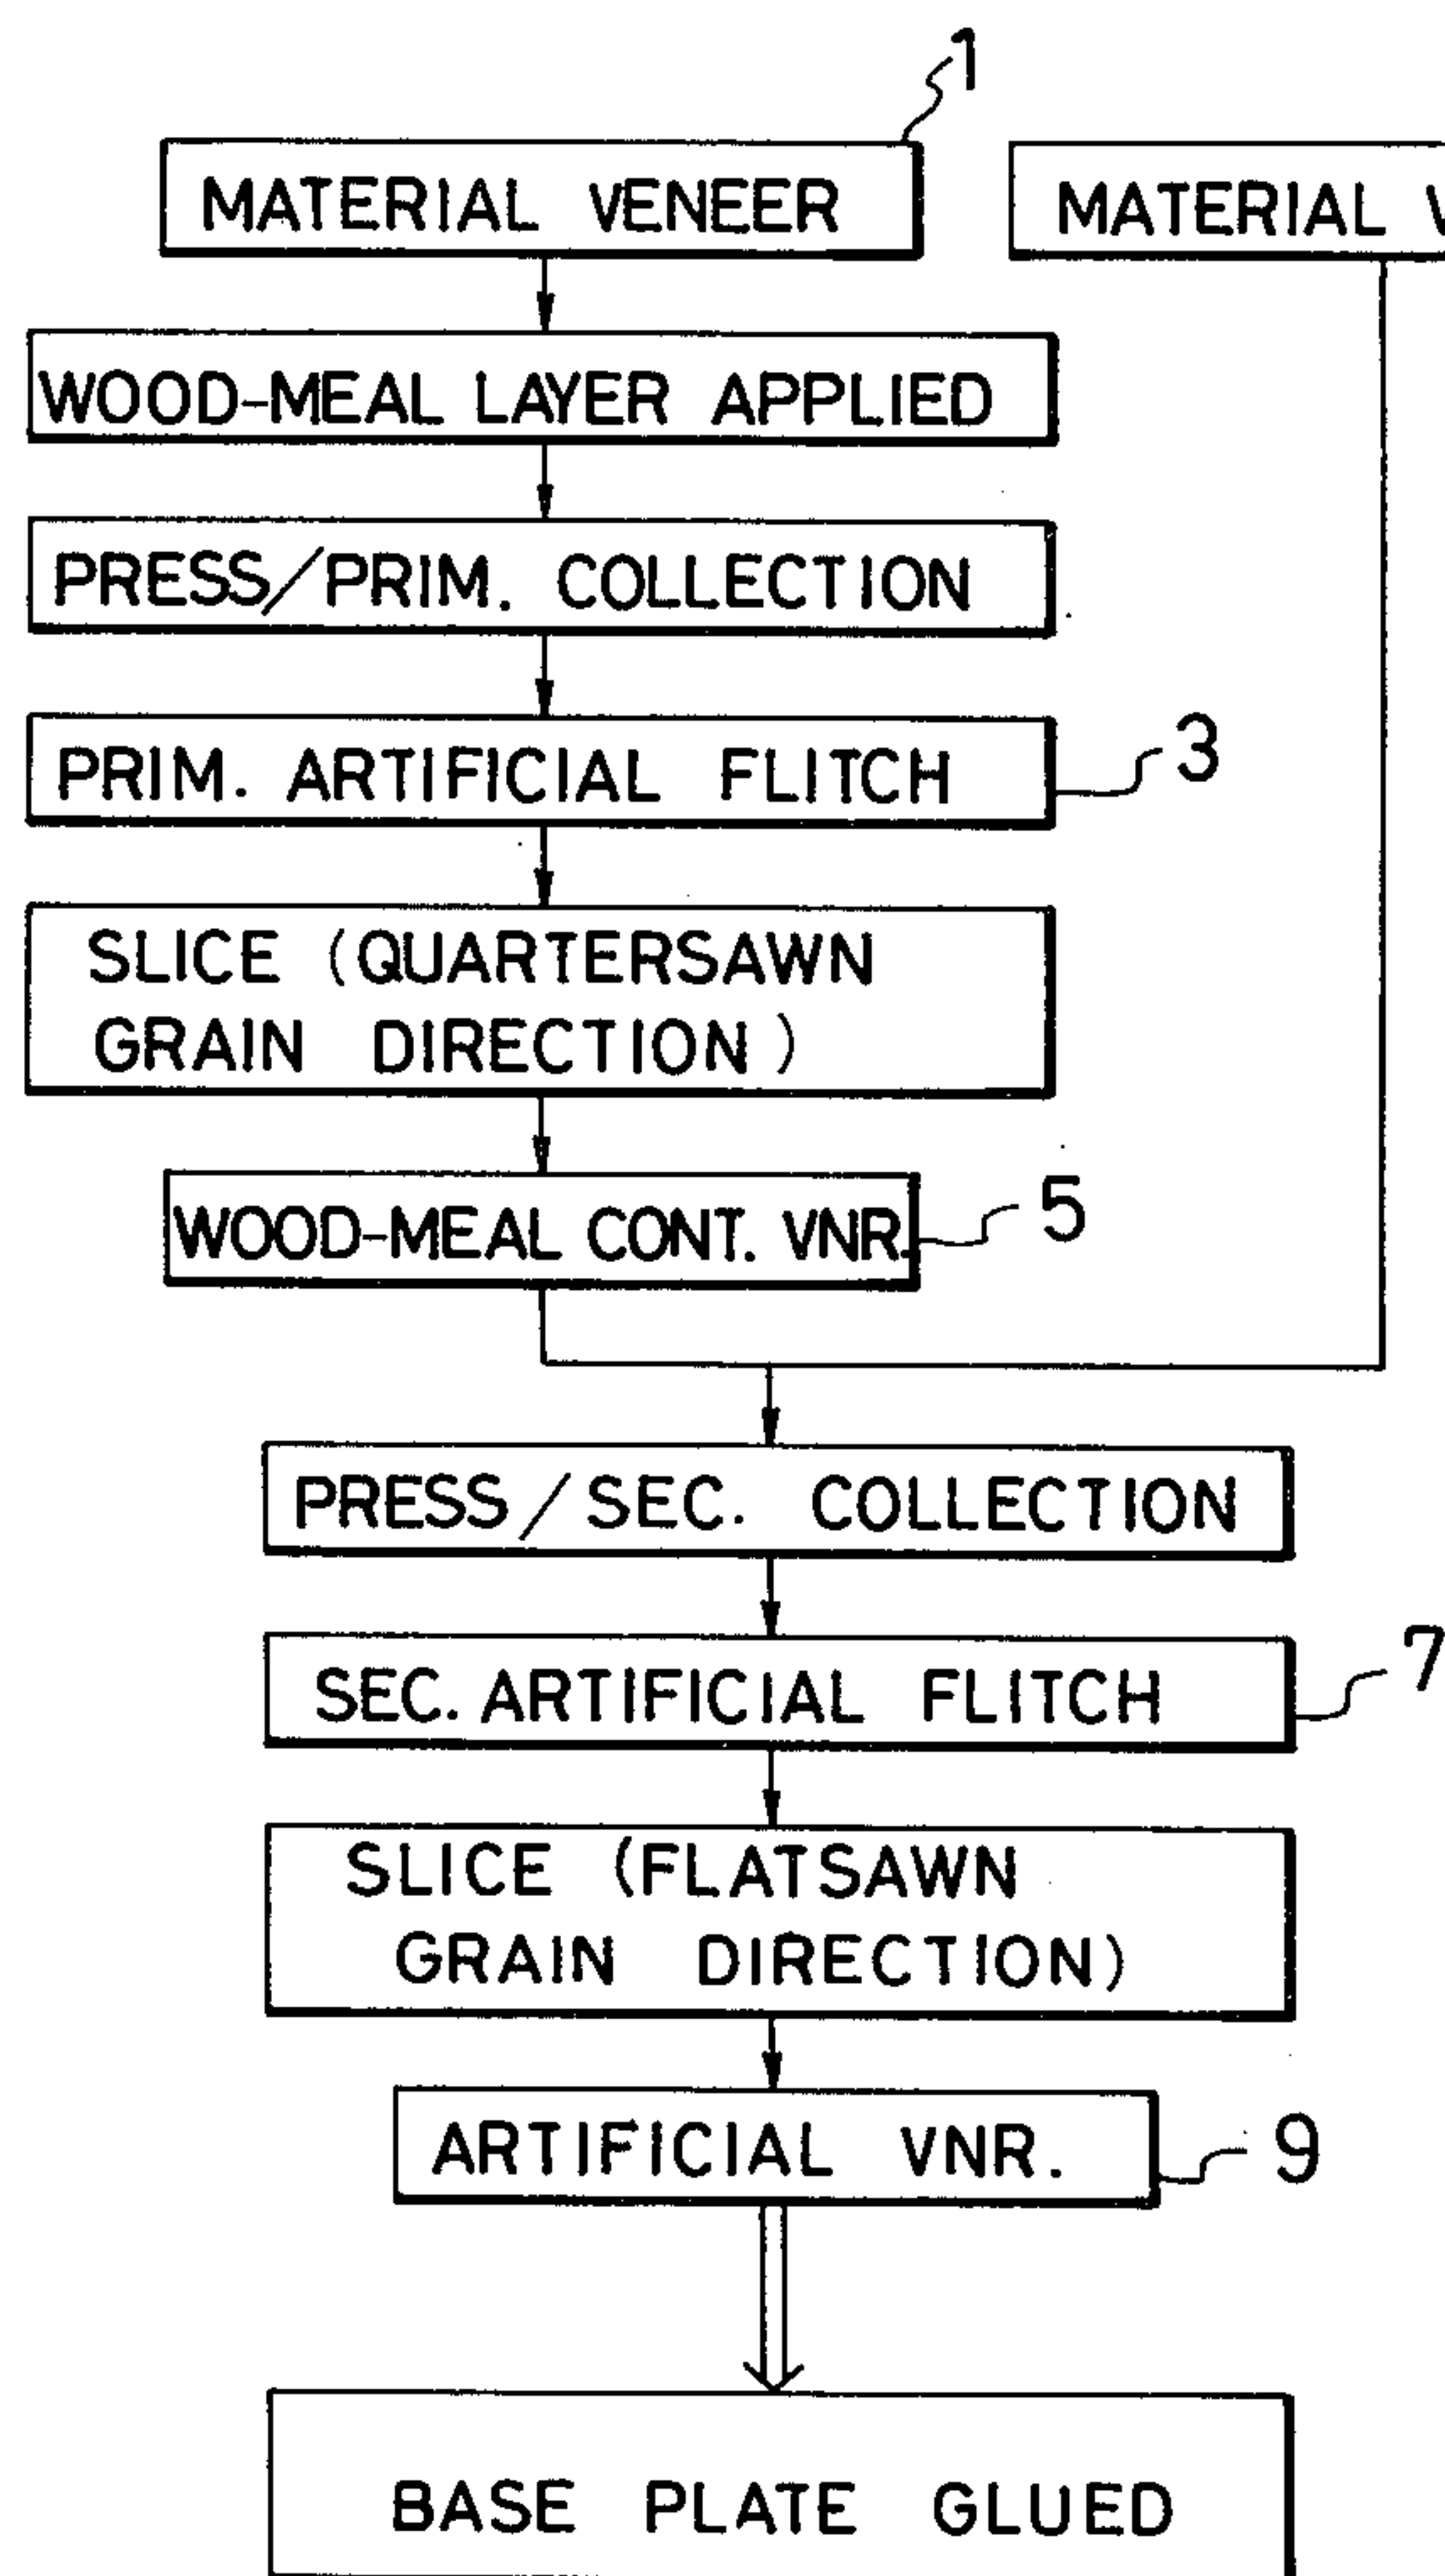 1
MATERIAL VENEER
MATERIAL
WOOD-MEAL LAYER APPLIED
PRESS/PRIM. COLLECTION
PRIM. ARTIFICIAL FLITCH
3
SLICE (QUARTERSAWN
GRAIN DIRECTION)
WOOD-MEAL CONT. VNR.
5
PRESS/SEC. COLLECTION
SEC. ARTIFICIAL FLITCH
7
SLICE (FLATSAWN
GRAIN DIRECTION)
ARTIFICIAL VNR.
9
BASE PLATE GLUED